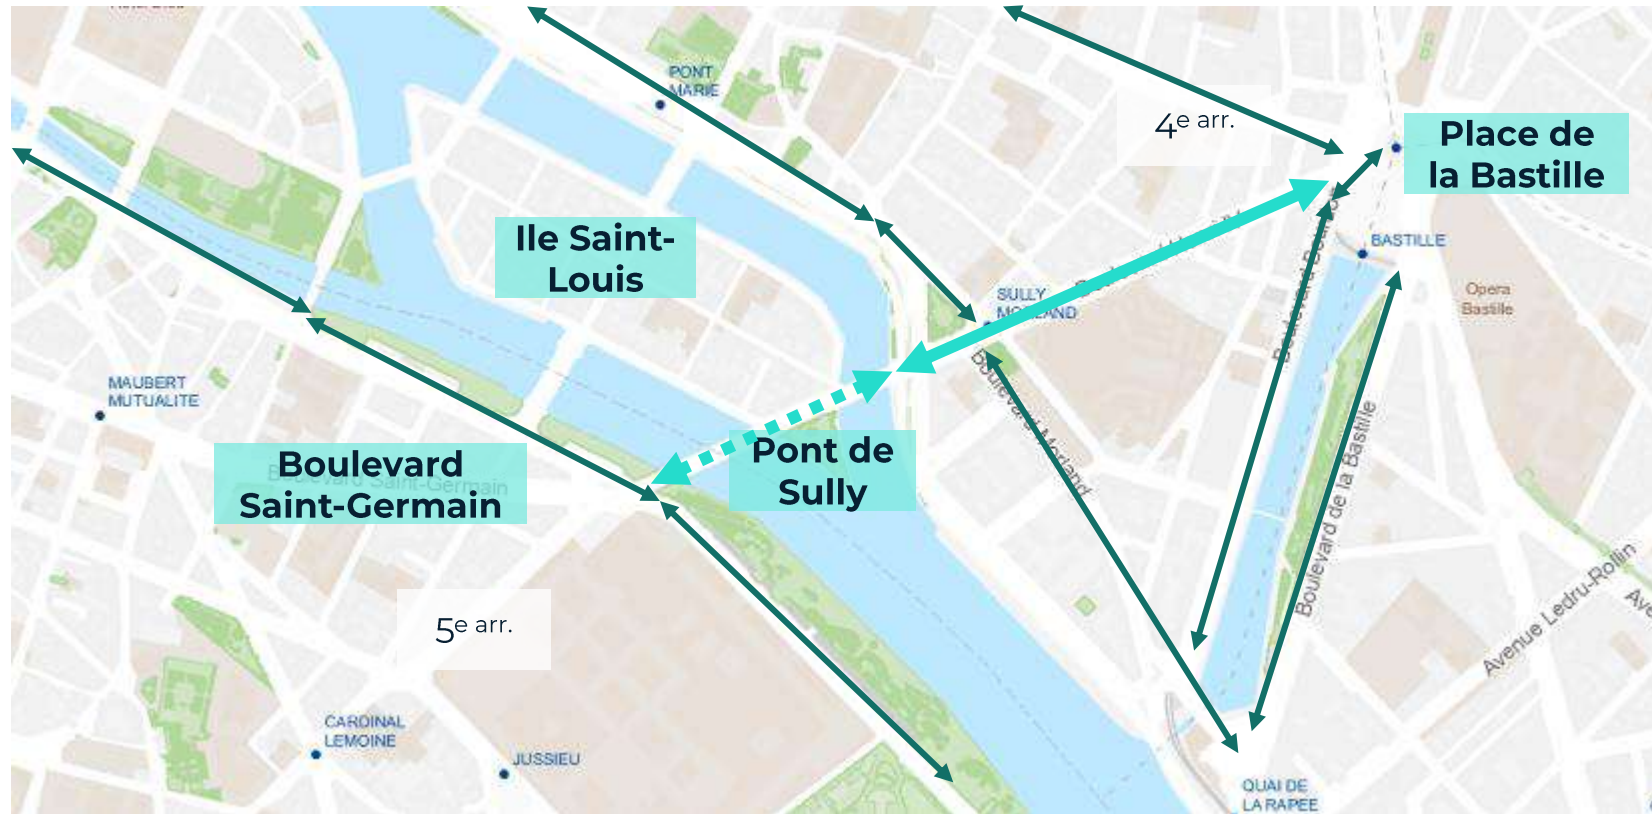 PONT
MARIE
4e arr.
Place de
la Bastille
Ile Saint-
Louis
BASTILLE
SULLY
MORLAND
Opera
Bastille
Boulevard Morland
MAUBERT
MUTUALITE
Boulevard
Saint-Germain
Boulevard Saint-Germain
Pont de
Sully
Boulevard de la Bastille
Avenue Ledru-Rollin
5e arr.
CARDINAL
LEMOINE
JUSSIEU
QUAI DE
LA RAPEE